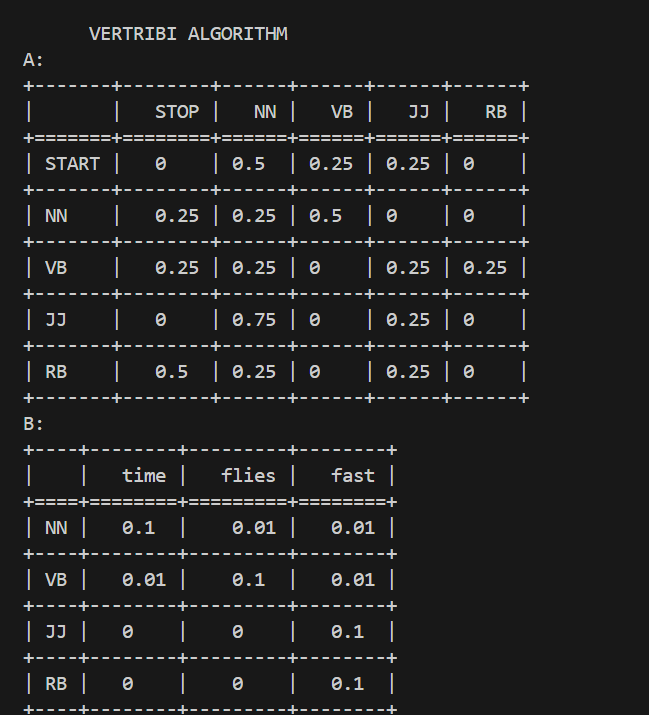 VERTRIBI ALGORITHM
A:
+-------+--------+------+------+------+------+
|       |   STOP |   NN |   VB |   JJ |   RB |
+=======+========+======+======+======+======+
| START |   0    | 0.5  | 0.25 | 0.25 | 0    |
+-------+--------+------+------+------+------+
| NN    |   0.25 | 0.25 | 0.5  | 0    | 0    |
+-------+--------+------+------+------+------+
| VB    |   0.25 | 0.25 | 0    | 0.25 | 0.25 |
+-------+--------+------+------+------+------+
| JJ    |   0    | 0.75 | 0    | 0.25 | 0    |
+-------+--------+------+------+------+------+
| RB    |   0.5  | 0.25 | 0    | 0.25 | 0    |
+-------+--------+------+------+------+------+
B:
+----+--------+---------+--------+
|    |   time |   flies |   fast |
+====+========+=========+========+
| NN |   0.1  |    0.01 |   0.01 |
+----+--------+---------+--------+
| VB |   0.01 |    0.1  |   0.01 |
+----+--------+---------+--------+
| JJ |   0    |    0    |   0.1  |
+----+--------+---------+--------+
| RB |   0    |    0    |   0.1  |
+----+--------+---------+--------+